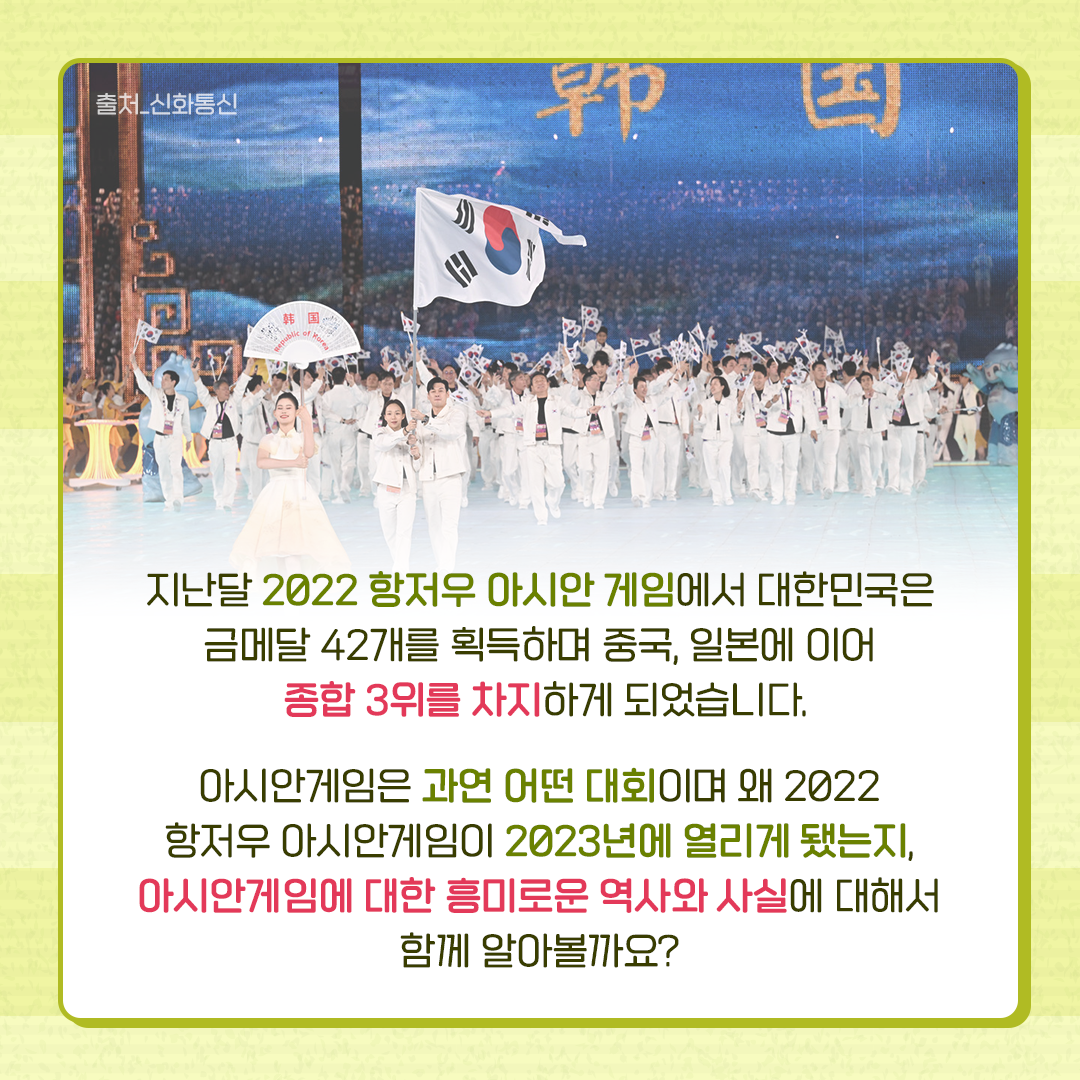 출처_신화통신
韩国
韩国
Republic of Korea
지난달 2022 항저우 아시안 게임에서 대한민국은
금메달 42개를 획득하며 중국, 일본에 이어
종합 3위를 차지하게 되었습니다.
아시안게임은 과연 어떤 대회이며 왜 2022
항저우 아시안게임이 2023년에 열리게 됐는지,
아시안게임에 대한 흥미로운 역사와 사실에 대해서
함께 알아볼까요?